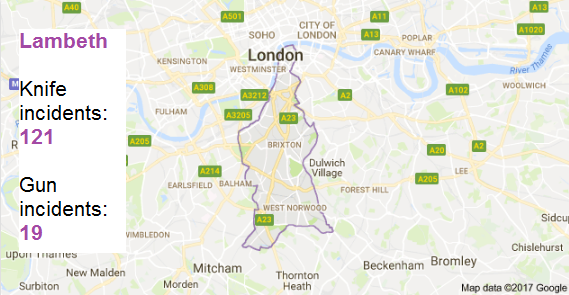 Lambeth
Knife
incidents:
121
Gun
incidents:
19
A501
SOHO
CITY OF
LONDON
A11
A13
A13
A1020
POPLAR
CANARY WHARF
London
WESTMINSTER
KENSINGTON
River Thames
WOOLWICH
A308
A3212
A2
A102
FULHAM
A3205
A23
A205
BRIXTON
A20
A2
Dulwich
Village
LEE
A214
A205
EARLSFIELD
BALHAM
FOREST HILL
WEST NORWOOD
A23
WIMBLEDON
Sidcup
upon Thames
Chislehurst
New Malden
Mitcham
Beckenham
Bromley
Surbiton
Morden
Thornton
Heath
Map data ©2017 Google